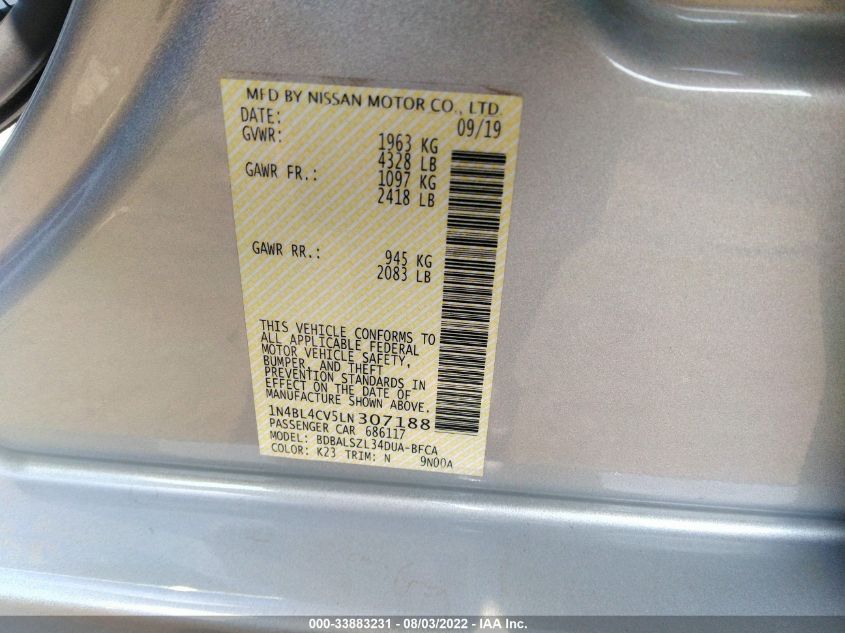 MFD BY NISSAN MOTOR CO., LTD.
DATE: 09/19
GVWR: 1963 KG
4328 LB
GAWR FR.: 1097 KG
2418 LB
GAWR RR.: 945 KG
2083 LB
THIS VEHICLE CONFORMS TO
ALL APPLICABLE FEDERAL
MOTOR VEHICLE SAFETY,
BUMPER, AND THEFT
PREVENTION STANDARDS IN
EFFECT ON THE DATE OF
MANUFACTURE SHOWN ABOVE.
1N4BL4CV5LN307188
PASSENGER CAR 686117
MODEL: BDBALSZL34DUA-BFCA
COLOR: K23 TRIM: N 9N00A
000-33883231 - 08/03/2022 - © IAA Inc.